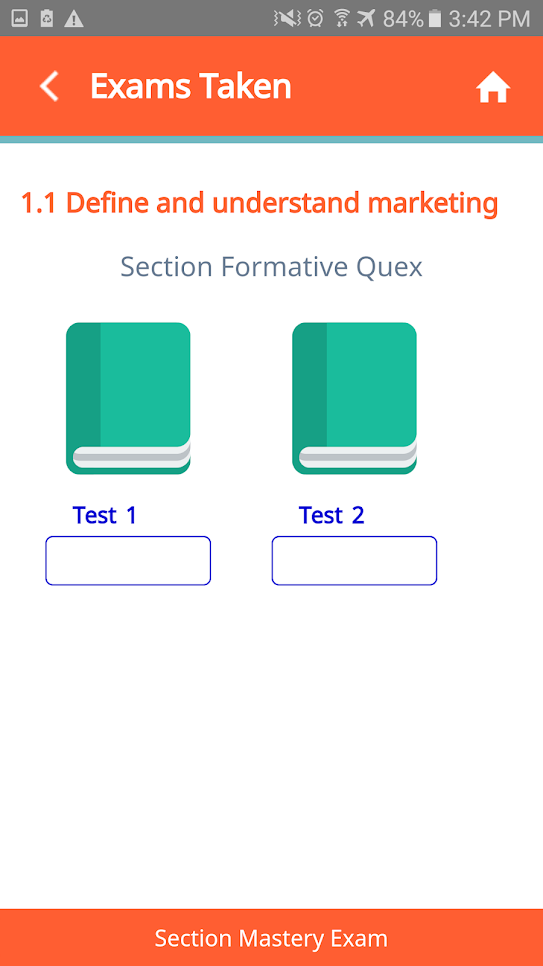 84% 3:42 PM
Exams Taken
1.1 Define and understand marketing
Section Formative Quex
Test 1 Test 2
Section Mastery Exam